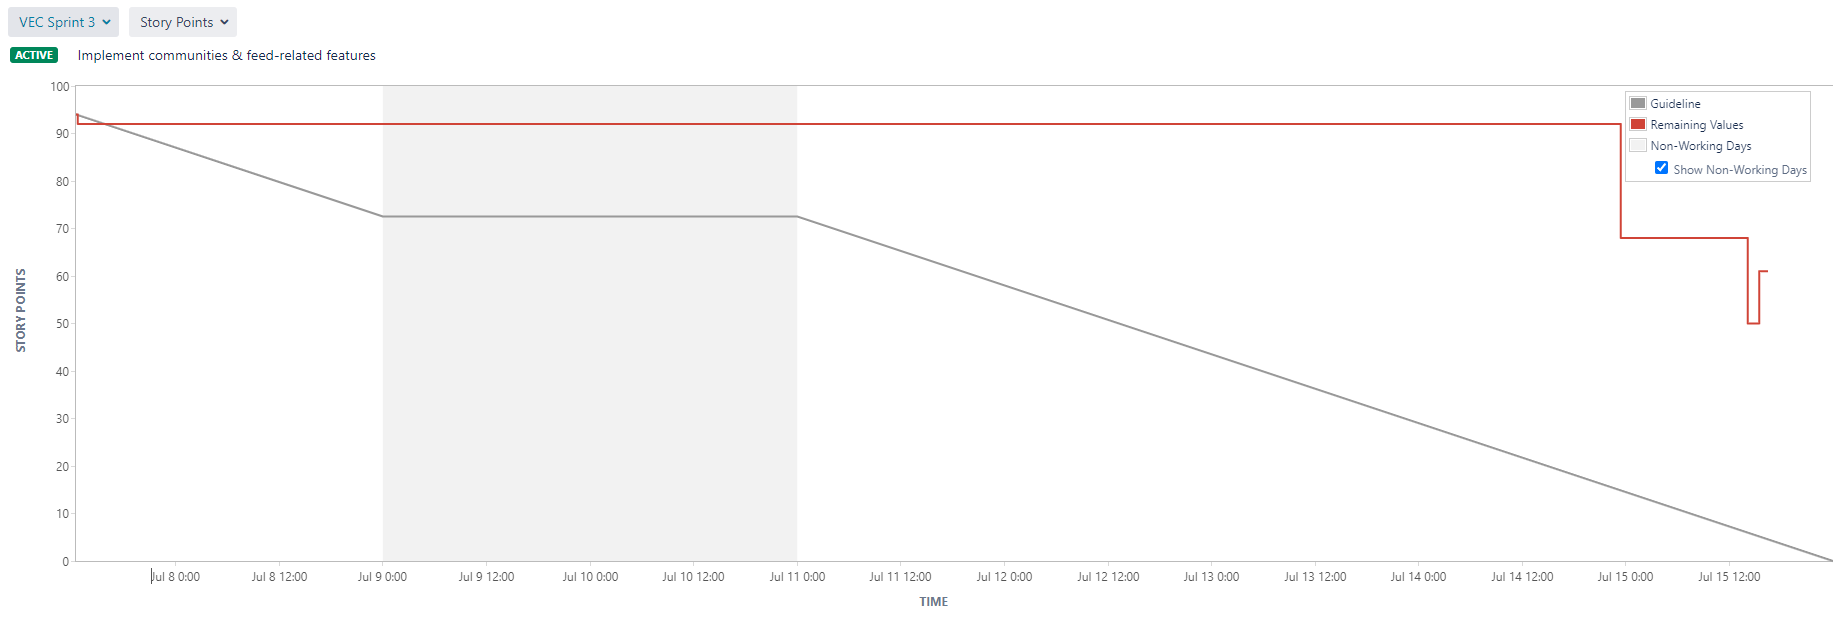 VEC Sprint 3 Story Points
ACTIVE Implement communities & feed-related features
100
90
80
70
60
50
40
30
20
10
0
STORY POINTS
Guideline
Remaining Values
Non-Working Days
Show Non-Working Days
Jul 8 0:00 Jul 8 12:00 Jul 9 0:00 Jul 9 12:00 Jul 10 0:00 Jul 10 12:00 Jul 11 0:00 Jul 11 12:00 Jul 12 0:00 Jul 12 12:00 Jul 13 0:00 Jul 13 12:00 Jul 14 0:00 Jul 14 12:00 Jul 15 0:00 Jul 15 12:00
TIME